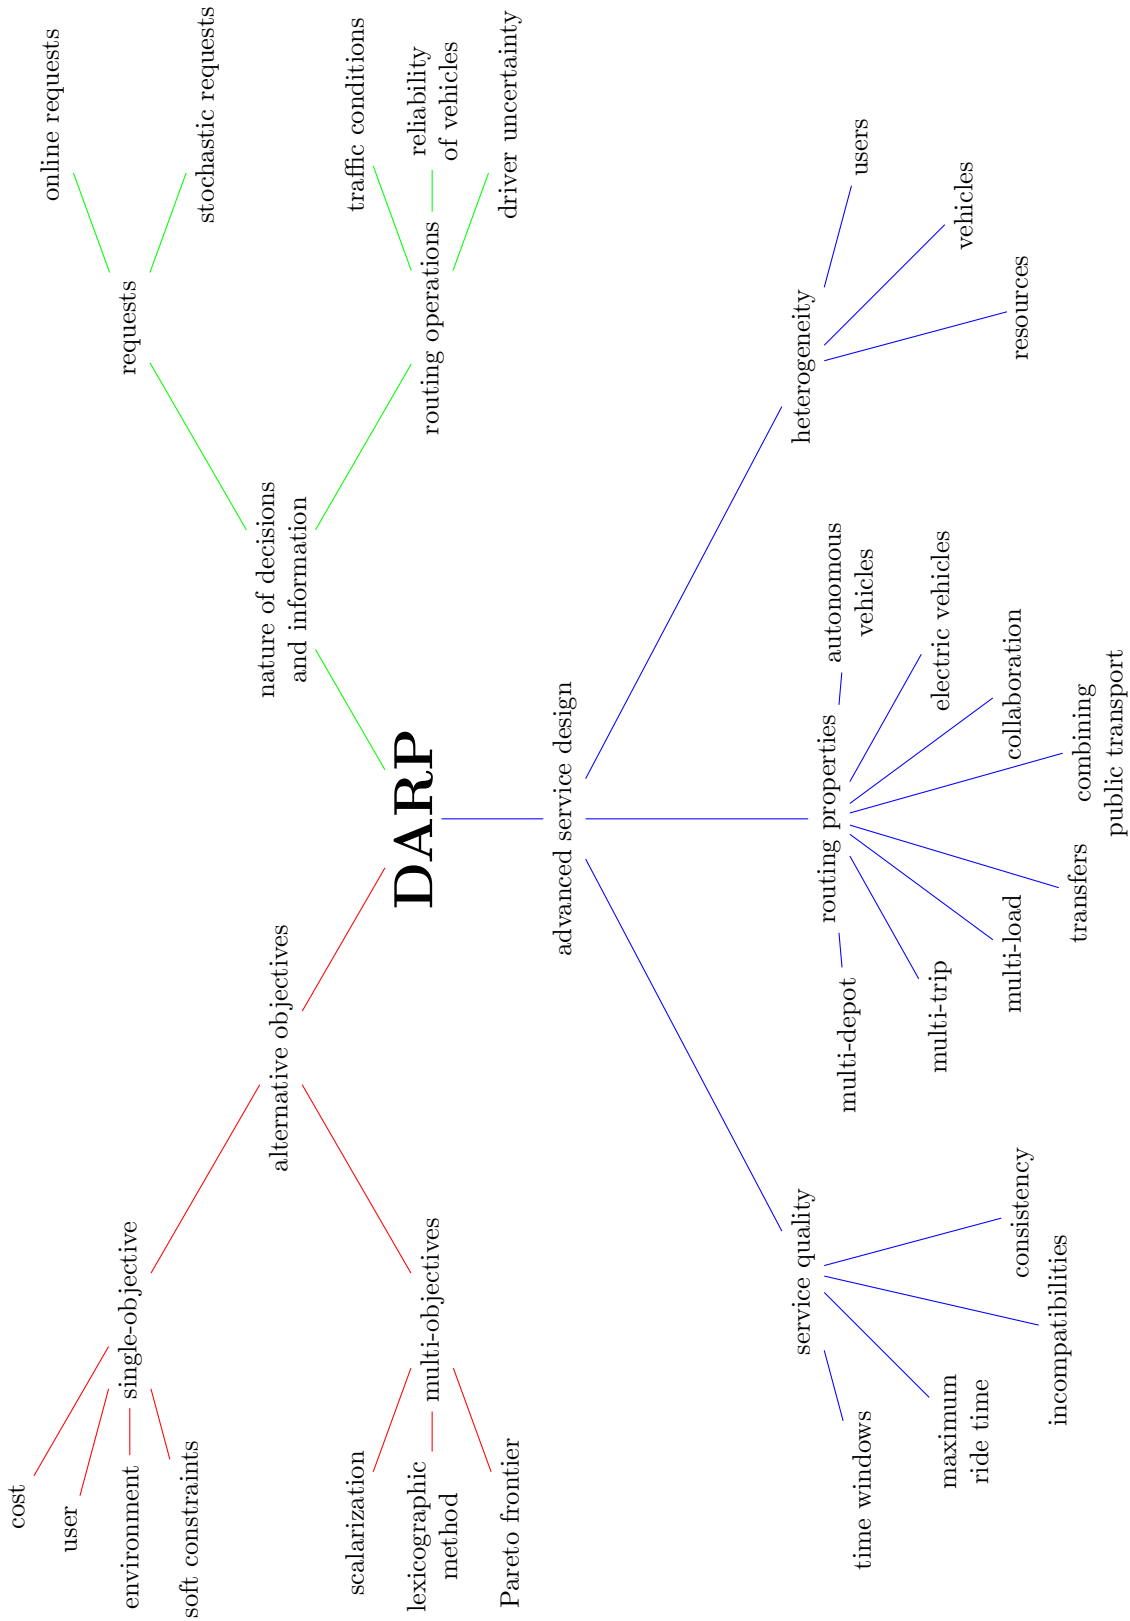 DARP
alternative objectives
single-objective
cost
user
environment
soft constraints
multi-objectives
scalarization
lexicographic
method
Pareto frontier
nature of decisions
and information
requests
online requests
stochastic requests
routing operations
traffic conditions
reliability
of vehicles
driver uncertainty
advanced service design
service quality
time windows
maximum
ride time
incompatibilities
consistency
routing properties
multi-depot
multi-trip
multi-load
transfers
combining
public transport
collaboration
electric vehicles
autonomous
vehicles
heterogeneity
resources
vehicles
users